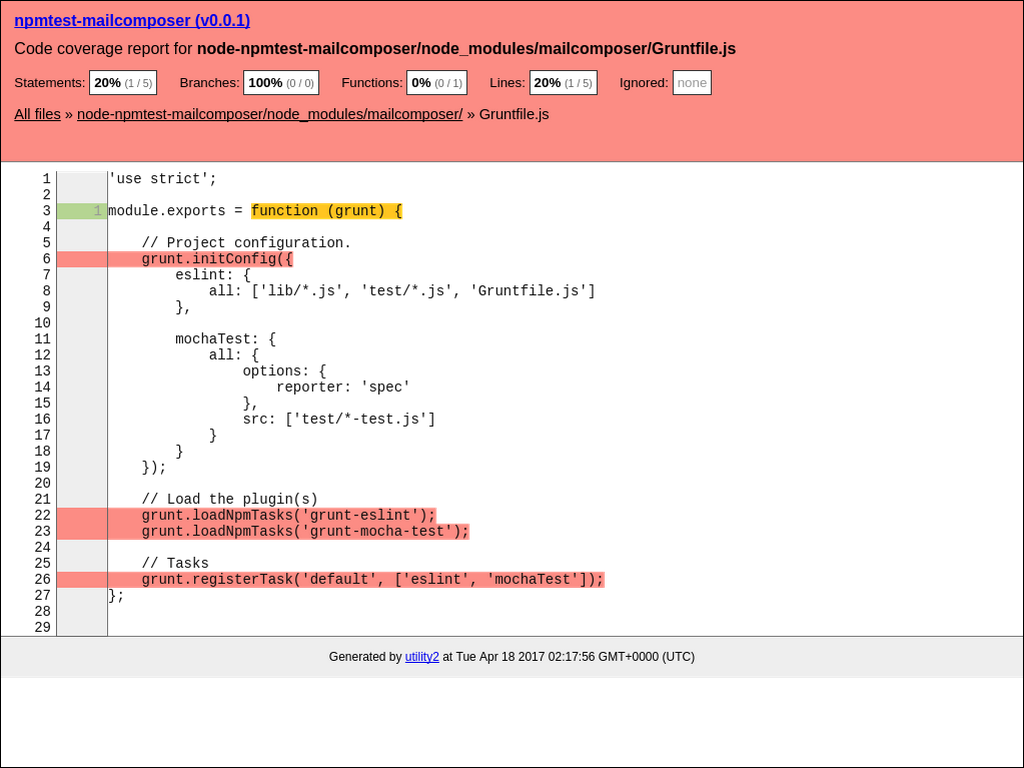 npmtest-mailcomposer (v0.0.1)
Code coverage report for node-npmtest-mailcomposer/node_modules/mailcomposer/Gruntfile.js
Statements: 20% (1 / 5) Branches: 100% (0 / 0) Functions: 0% (0 / 1) Lines: 20% (1 / 5) Ignored: none
All files » node-npmtest-mailcomposer/node_modules/mailcomposer/ » Gruntfile.js
1 'use strict';
2
3 1 module.exports = function (grunt) {
4
5     // Project configuration.
6     grunt.initConfig({
7         eslint: {
8             all: ['lib/*.js', 'test/*.js', 'Gruntfile.js']
9         },
10
11         mochaTest: {
12             all: {
13                 options: {
14                     reporter: 'spec'
15                 },
16                 src: ['test/*-test.js']
17             }
18         }
19     });
20
21     // Load the plugin(s)
22     grunt.loadNpmTasks('grunt-eslint');
23     grunt.loadNpmTasks('grunt-mocha-test');
24
25     // Tasks
26     grunt.registerTask('default', ['eslint', 'mochaTest']);
27 };
28
29
Generated by utility2 at Tue Apr 18 2017 02:17:56 GMT+0000 (UTC)